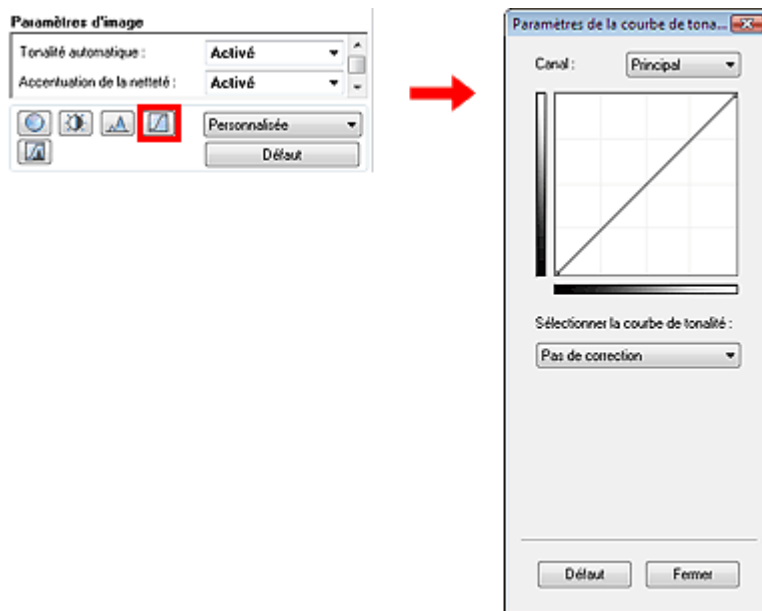 Paramètres d'image
Tonalité automatique : Activé
Accentuation de la netteté : Activé
Personnalisée
Défaut
Paramètres de la courbe de tona...
Canal : Principal
Sélectionner la courbe de tonalité :
Pas de correction
Défaut Fermer